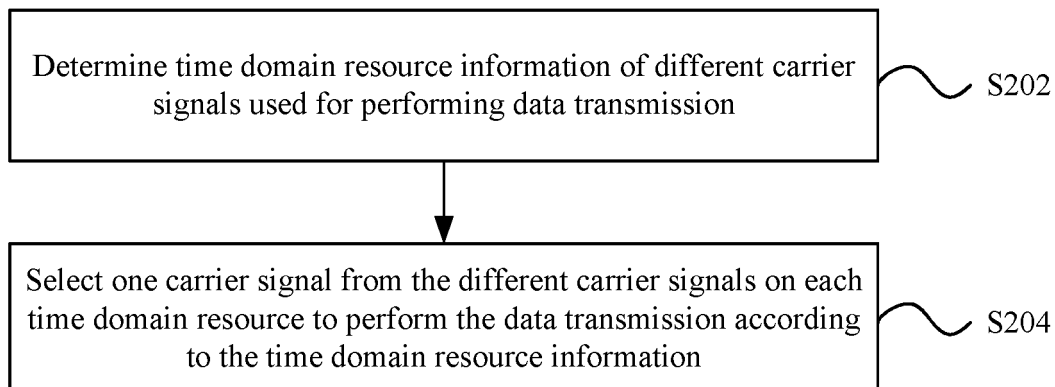 Determine time domain resource information of different carrier
signals used for performing data transmission
S202
Select one carrier signal from the different carrier signals on each
time domain resource to perform the data transmission according
to the time domain resource information
S204